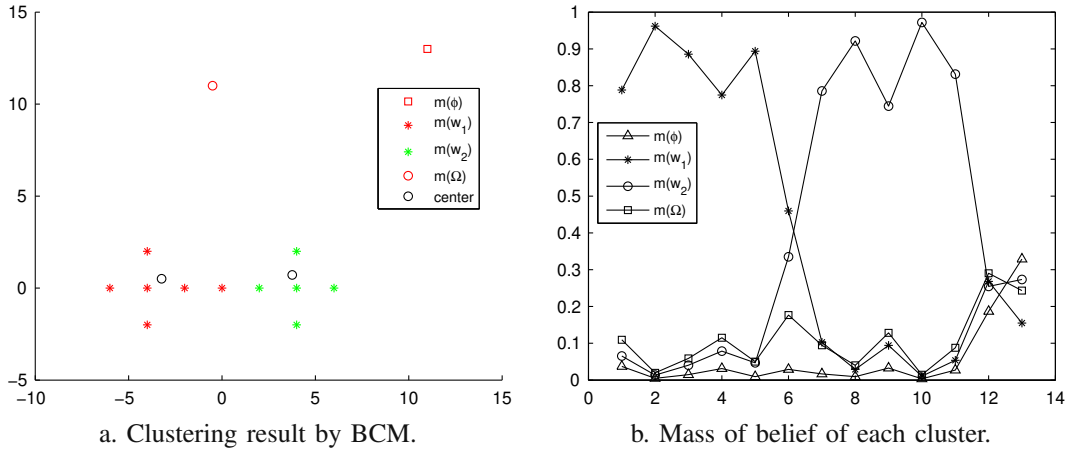 15
10
5
0
−5
−10 −5 0 5 10 15
m(ϕ)
m(w1)
m(w2)
m(Ω)
center
a. Clustering result by BCM.
1
0.9
0.8
0.7
0.6
0.5
0.4
0.3
0.2
0.1
0
0 2 4 6 8 10 12 14
m(ϕ)
m(w1)
m(w2)
m(Ω)
b. Mass of belief of each cluster.